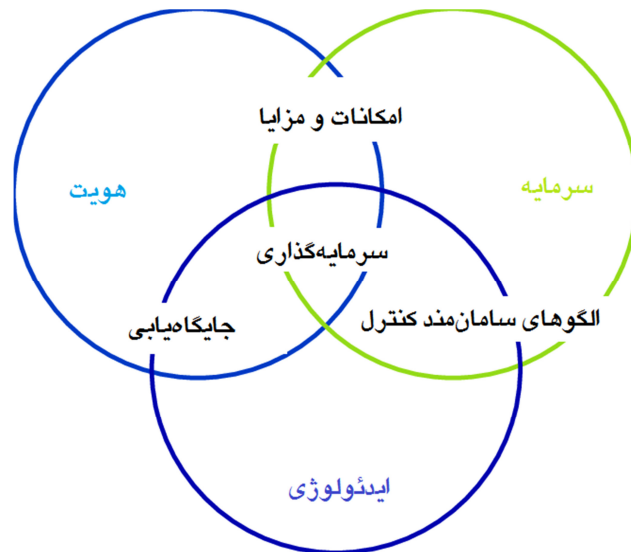 امکانات و مزایا
سرمایه
هویت
سرمایه‌گذاری
الگوهای سامان‌مند کنترل
جایگاه‌یابی
ایدئولوژی